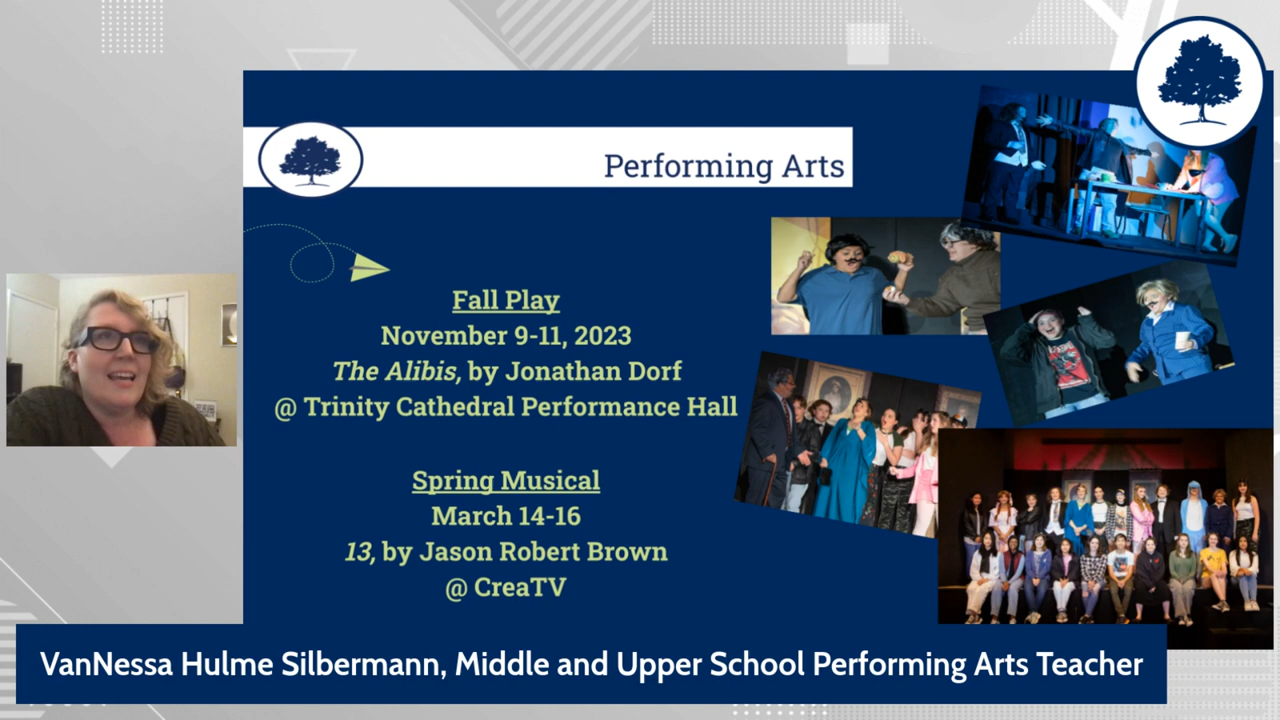 Performing Arts
Fall Play
November 9-11, 2023
The Alibis, by Jonathan Dorf
@ Trinity Cathedral Performance Hall
Spring Musical
March 14-16
13, by Jason Robert Brown
@ CreaTV
VanNessa Hulme Silbermann, Middle and Upper School Performing Arts Teacher